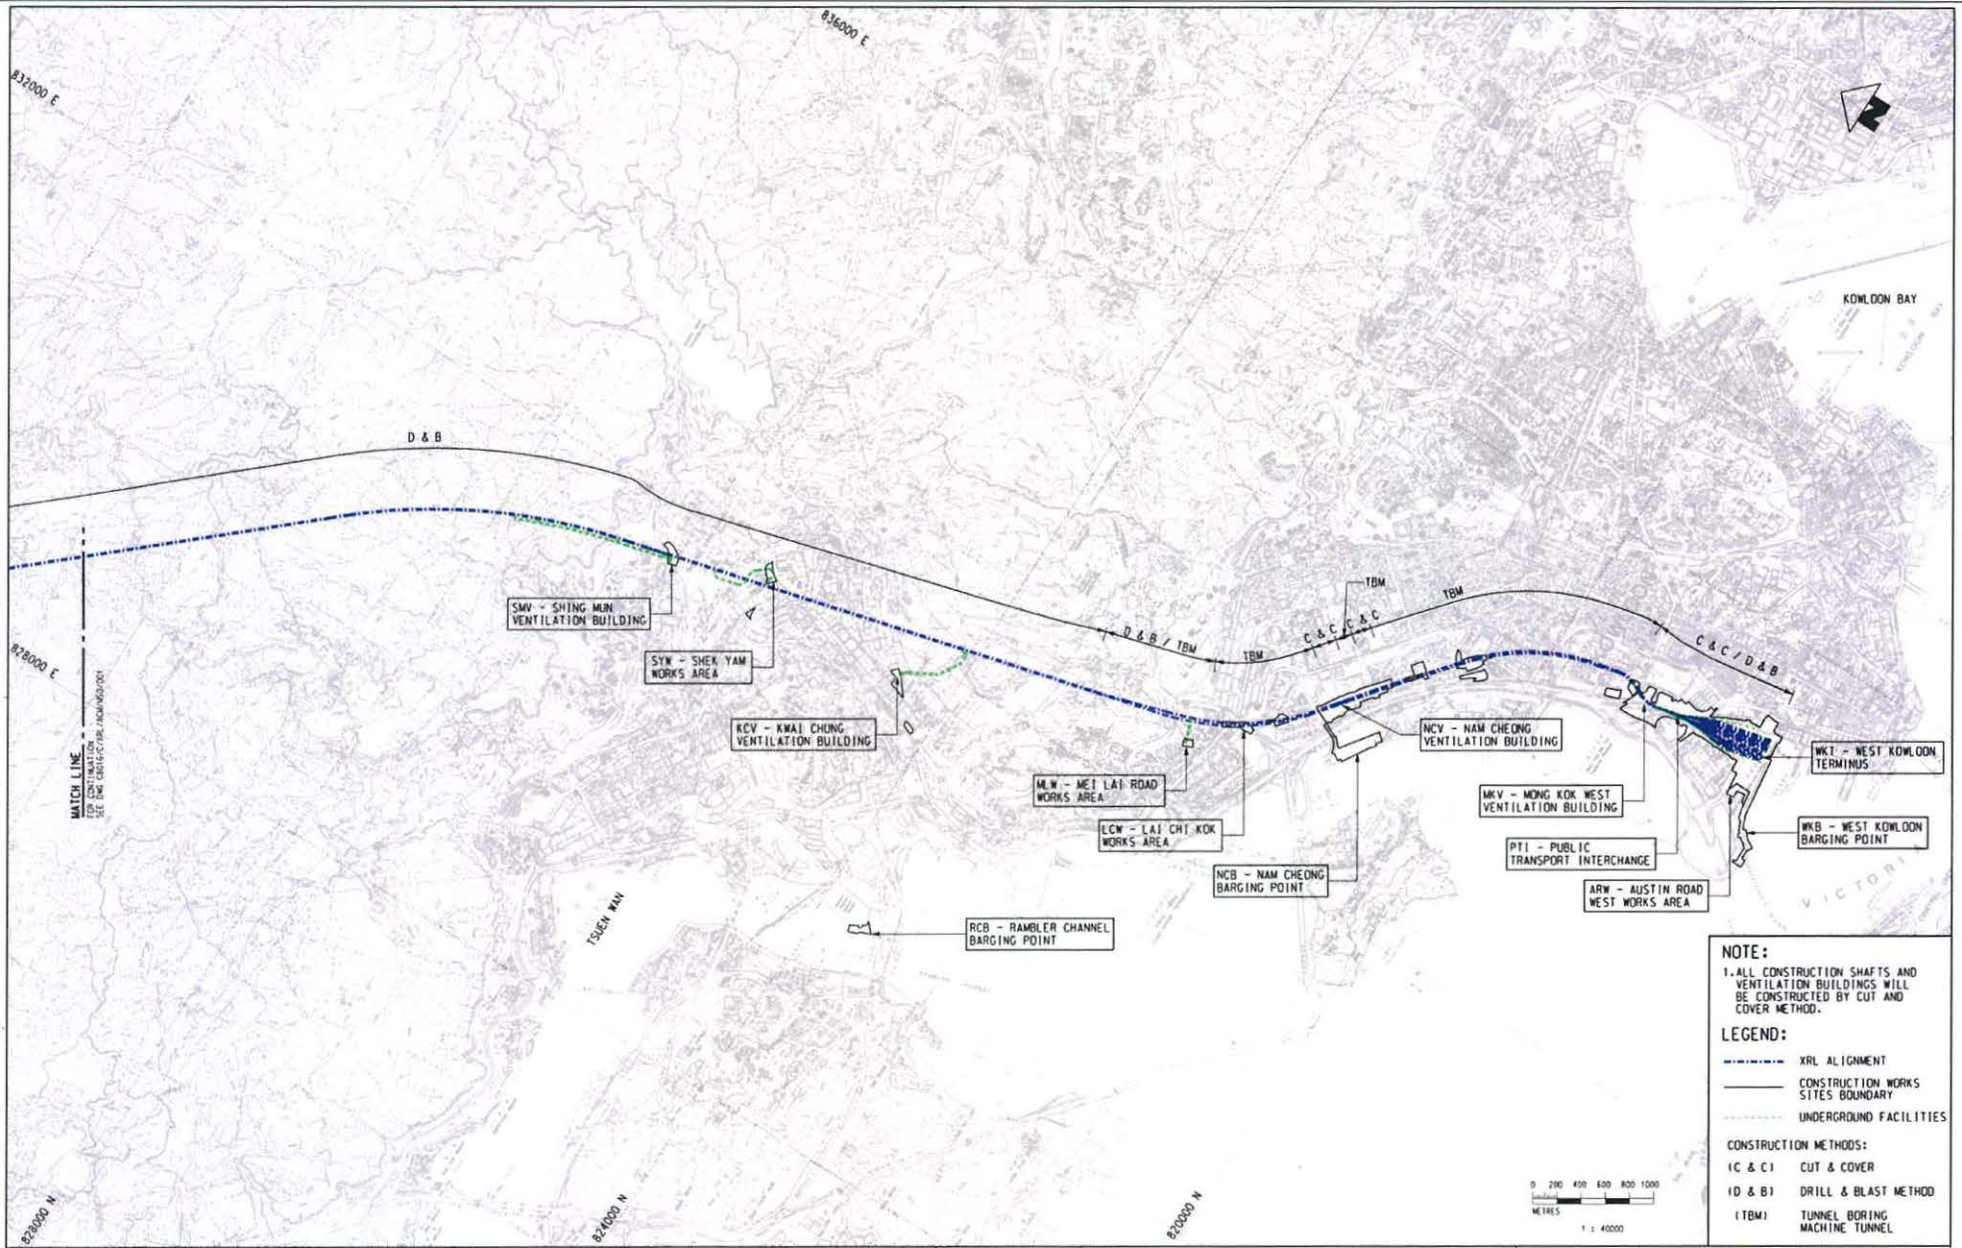 836000 E
832000 E
N
KOWLOON BAY
D & B
TBM
TBM
C & C
C & C
D & B / TBM
TBM
C & C / D & B
SMV - SHING MUN
VENTILATION BUILDING
SYW - SHEK YAM
WORKS AREA
828000 E
MATCH LINE
FOR CONTINUATION
KCV - KWAI CHUNG
VENTILATION BUILDING
NCV - NAM CHEONG
VENTILATION BUILDING
WKT - WEST KOWLOON
TERMINUS
MLW - MEI LAI ROAD
WORKS AREA
MKV - MONG KOK WEST
VENTILATION BUILDING
LCW - LAI CHI KOK
WORKS AREA
WKB - WEST KOWLOON
BARGING POINT
PTI - PUBLIC
TRANSPORT INTERCHANGE
NCB - NAM CHEONG
BARGING POINT
ARW - AUSTIN ROAD
WEST WORKS AREA
VICTORIA
TSUEN WAN
RCB - RAMBLER CHANNEL
BARGING POINT
NOTE:
1.ALL CONSTRUCTION SHAFTS AND
VENTILATION BUILDINGS WILL
BE CONSTRUCTED BY CUT AND
COVER METHOD.
LEGEND:
XRL ALIGNMENT
CONSTRUCTION WORKS
SITES BOUNDARY
UNDERGROUND FACILITIES
CONSTRUCTION METHODS:
(C & C) CUT & COVER
(D & B) DRILL & BLAST METHOD
(TBM) TUNNEL BORING
MACHINE TUNNEL
0 200 400 600 800 1000
METRES
1 : 40000
828000 N
824000 N
820000 N